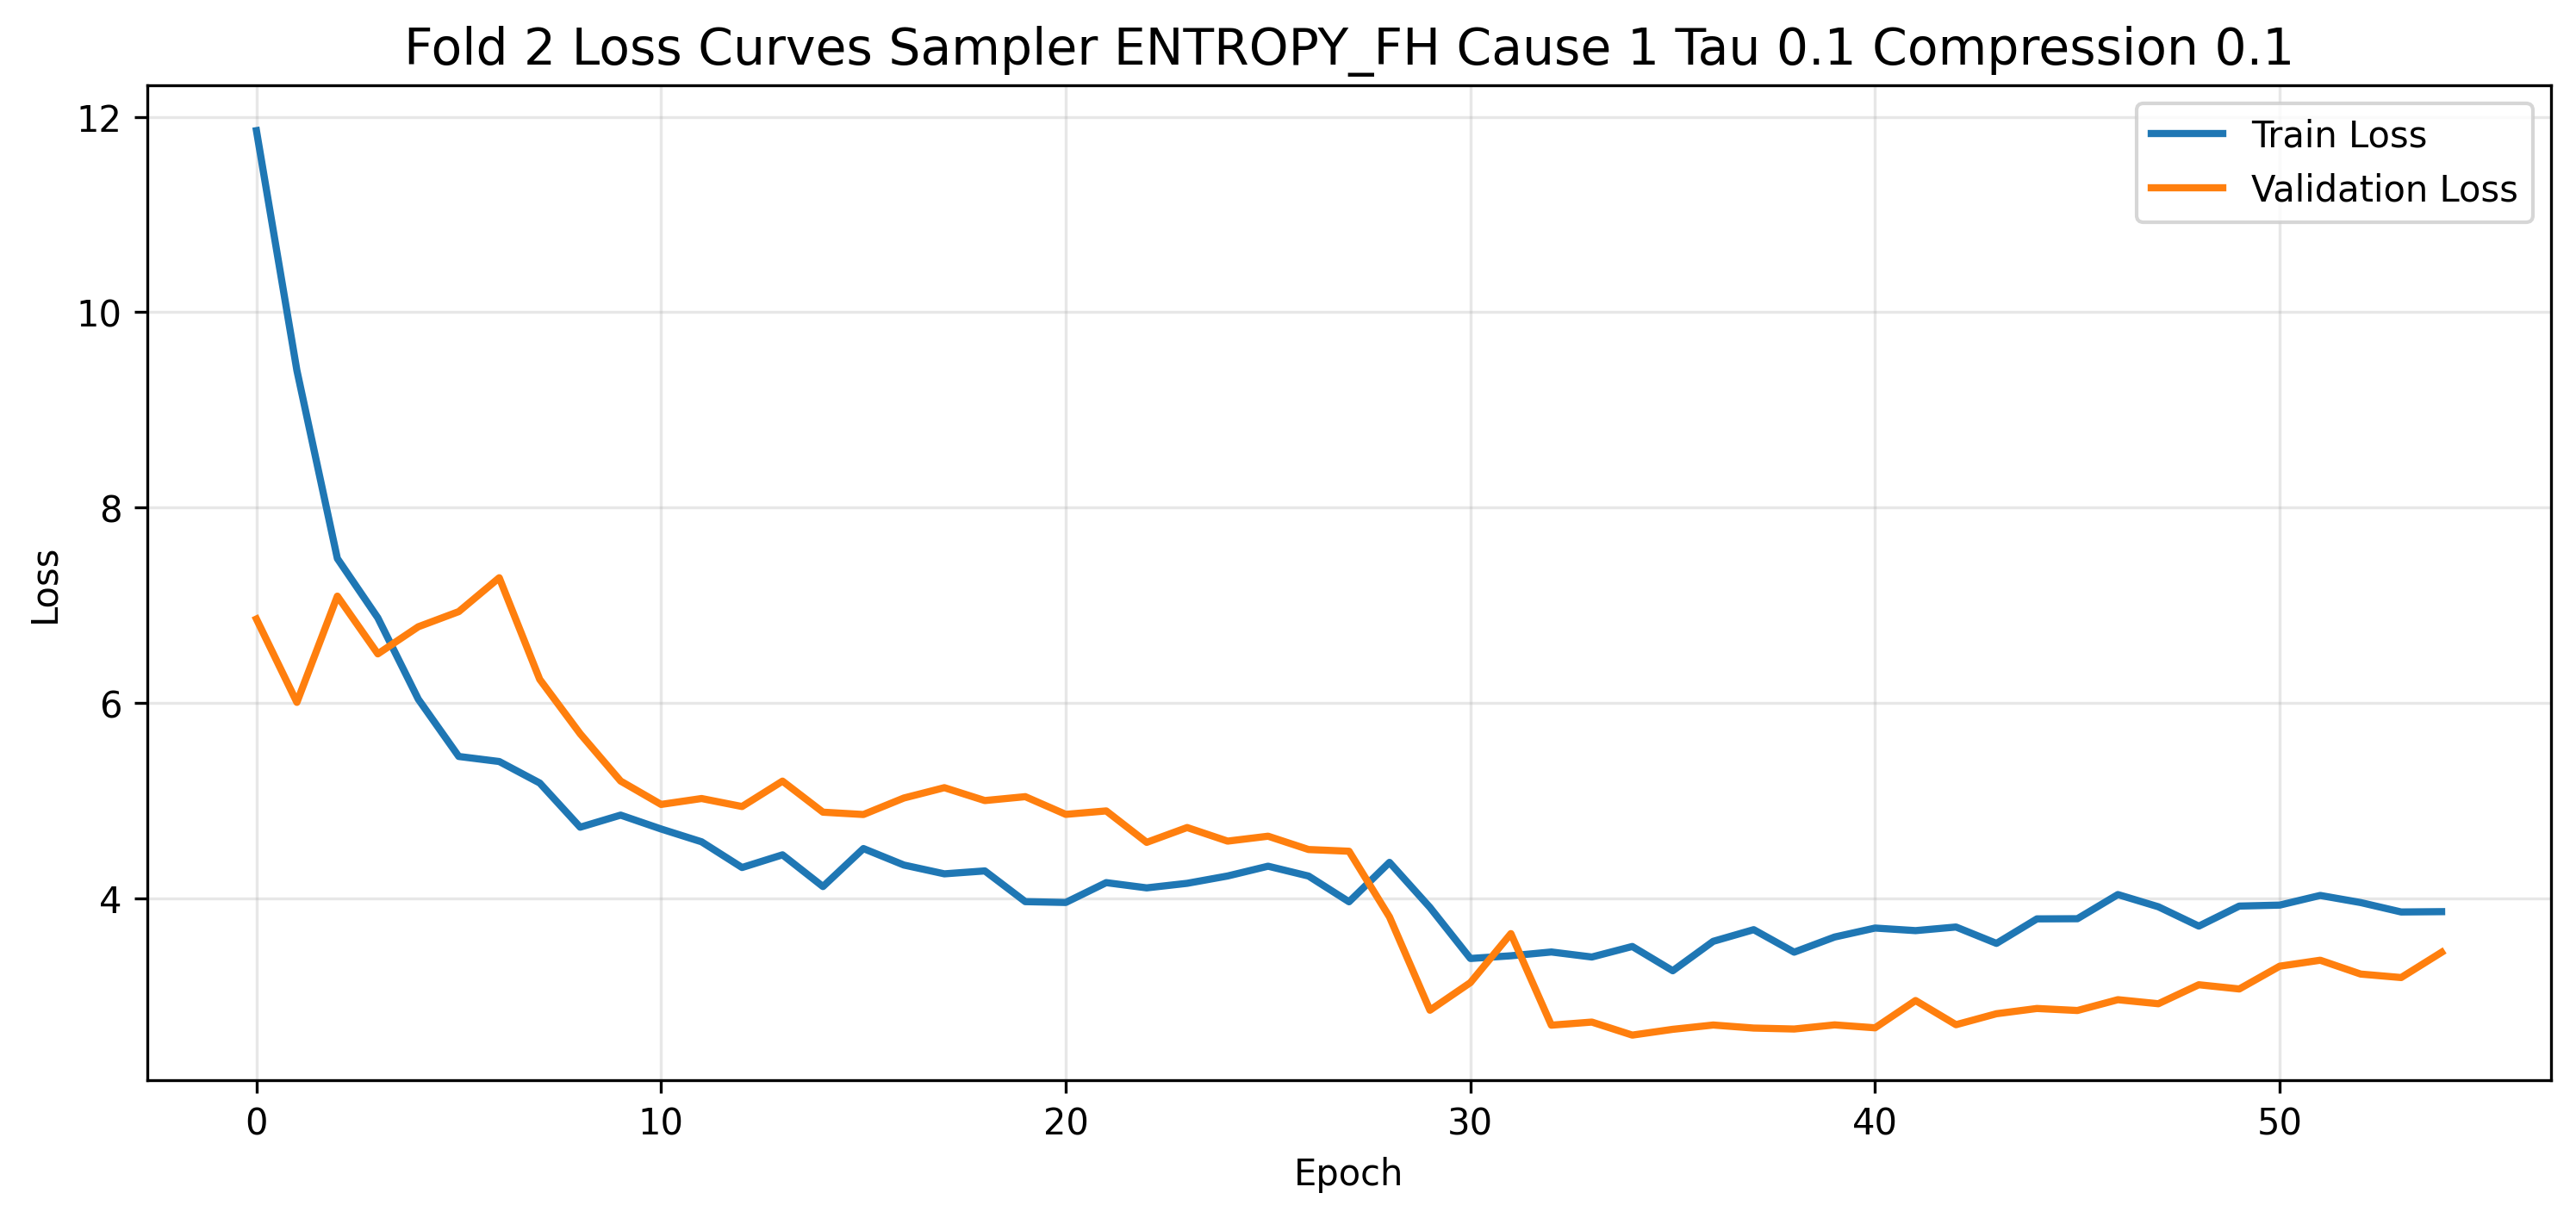 Fold 2 Loss Curves Sampler ENTROPY_FH Cause 1 Tau 0.1 Compression 0.1
Train Loss
Validation Loss
12
10
8
6
4
Loss
0 10 20 30 40 50
Epoch